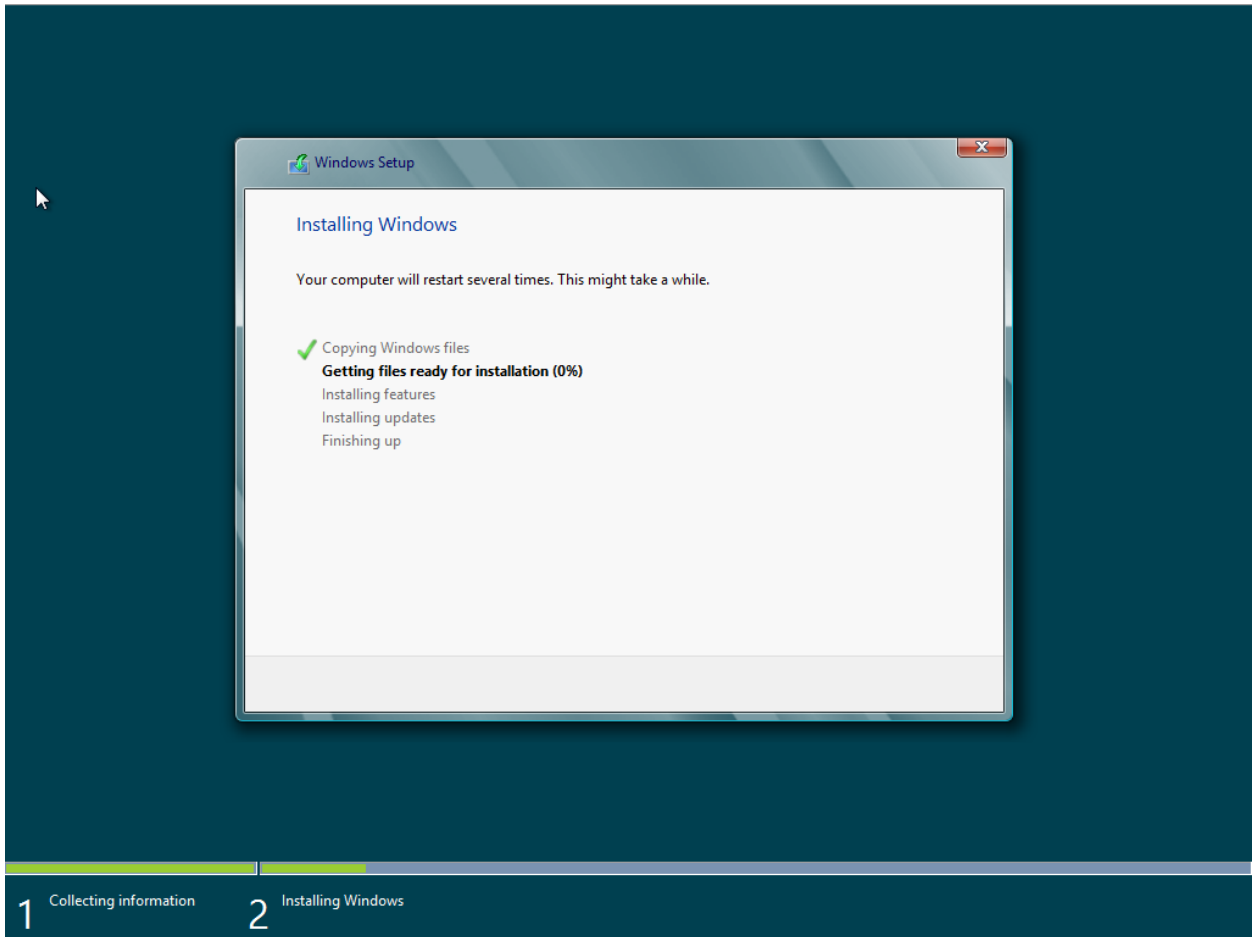 Windows Setup
Installing Windows
Your computer will restart several times. This might take a while.
Copying Windows files
Getting files ready for installation (0%)
Installing features
Installing updates
Finishing up
1 Collecting information 2 Installing Windows